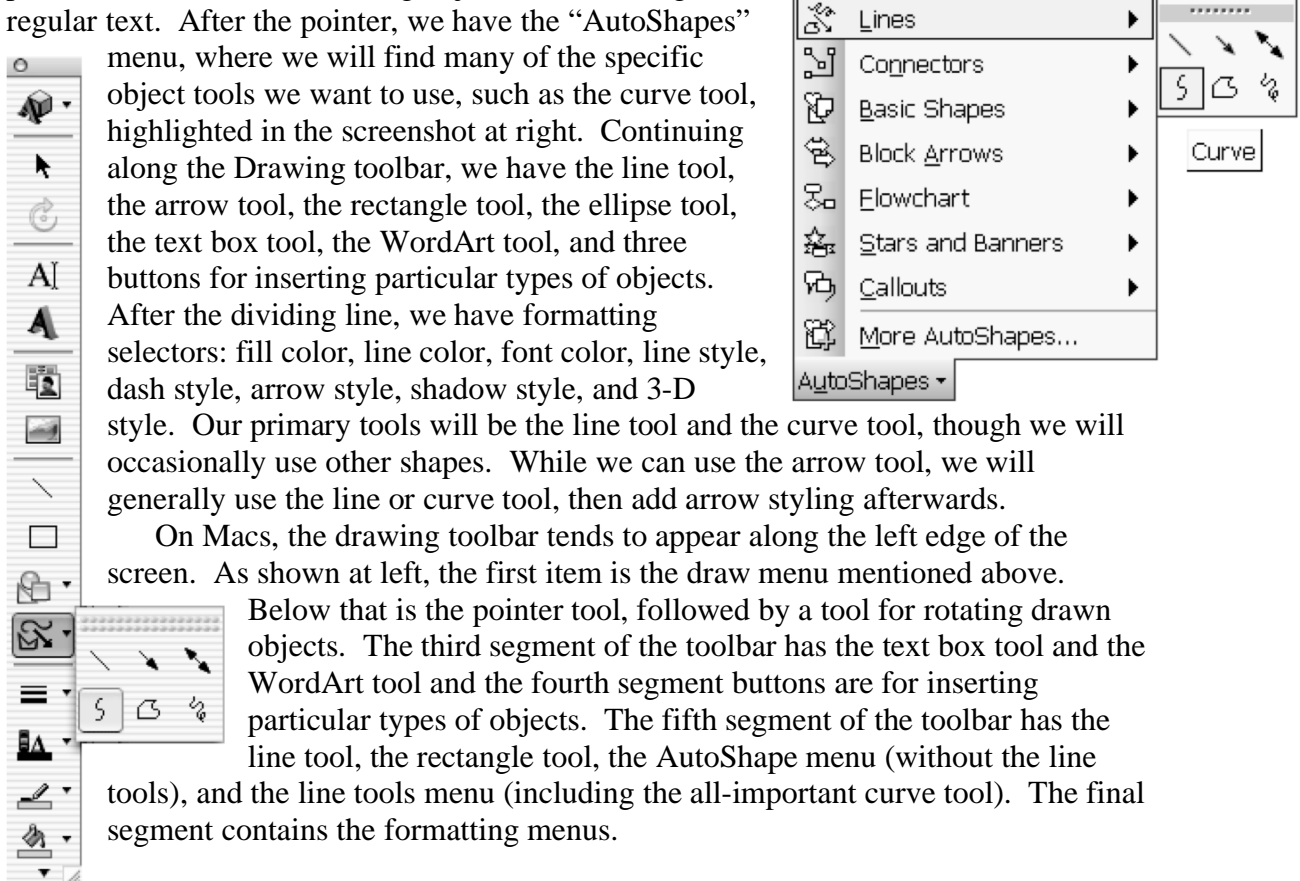 regular text.  After the pointer, we have the “AutoShapes”
menu, where we will find many of the specific
object tools we want to use, such as the curve tool,
highlighted in the screenshot at right.  Continuing
along the Drawing toolbar, we have the line tool,
the arrow tool, the rectangle tool, the ellipse tool,
the text box tool, the WordArt tool, and three
buttons for inserting particular types of objects.
After the dividing line, we have formatting
selectors: fill color, line color, font color, line style,
dash style, arrow style, shadow style, and 3-D
style.  Our primary tools will be the line tool and the curve tool, though we will
occasionally use other shapes.  While we can use the arrow tool, we will
generally use the line or curve tool, then add arrow styling afterwards.
Lines
Connectors
Basic Shapes
Block Arrows
Flowchart
Stars and Banners
Callouts
More AutoShapes...
AutoShapes
Curve
On Macs, the drawing toolbar tends to appear along the left edge of the
screen.  As shown at left, the first item is the draw menu mentioned above.
Below that is the pointer tool, followed by a tool for rotating drawn
objects.  The third segment of the toolbar has the text box tool and the
WordArt tool and the fourth segment buttons are for inserting
particular types of objects.  The fifth segment of the toolbar has the
line tool, the rectangle tool, the AutoShape menu (without the line
tools), and the line tools menu (including the all-important curve tool).  The final
segment contains the formatting menus.